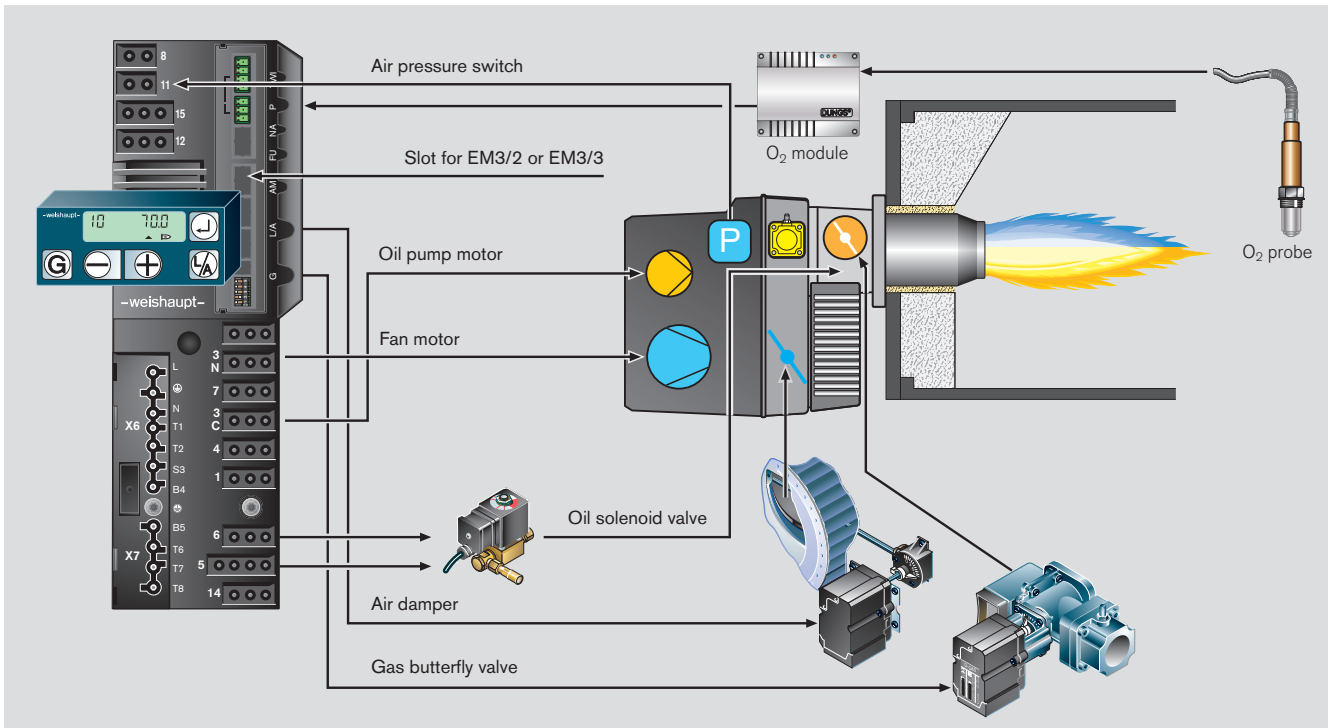 8
11
15
12
WI
P
NA
FU
AM
L/A
G
Air pressure switch
Slot for EM3/2 or EM3/3
DUNGS
O₂ module
O₂ probe
-weishaupt-
10 70.0
G
L/A
-weishaupt-
Oil pump motor
Fan motor
P
3
N
7
3
C
4
1
6
5
14
L
N
T1
T2
S3
B4
B5
T6
T7
T8
X6
X7
Oil solenoid valve
Air damper
Gas butterfly valve